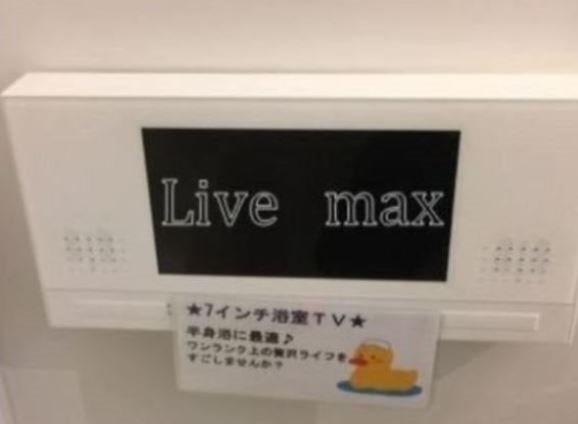 Live max
★7インチ浴室TV★
半身浴に最適♪
ワンランク上の贅沢ライフを
すごしませんか？